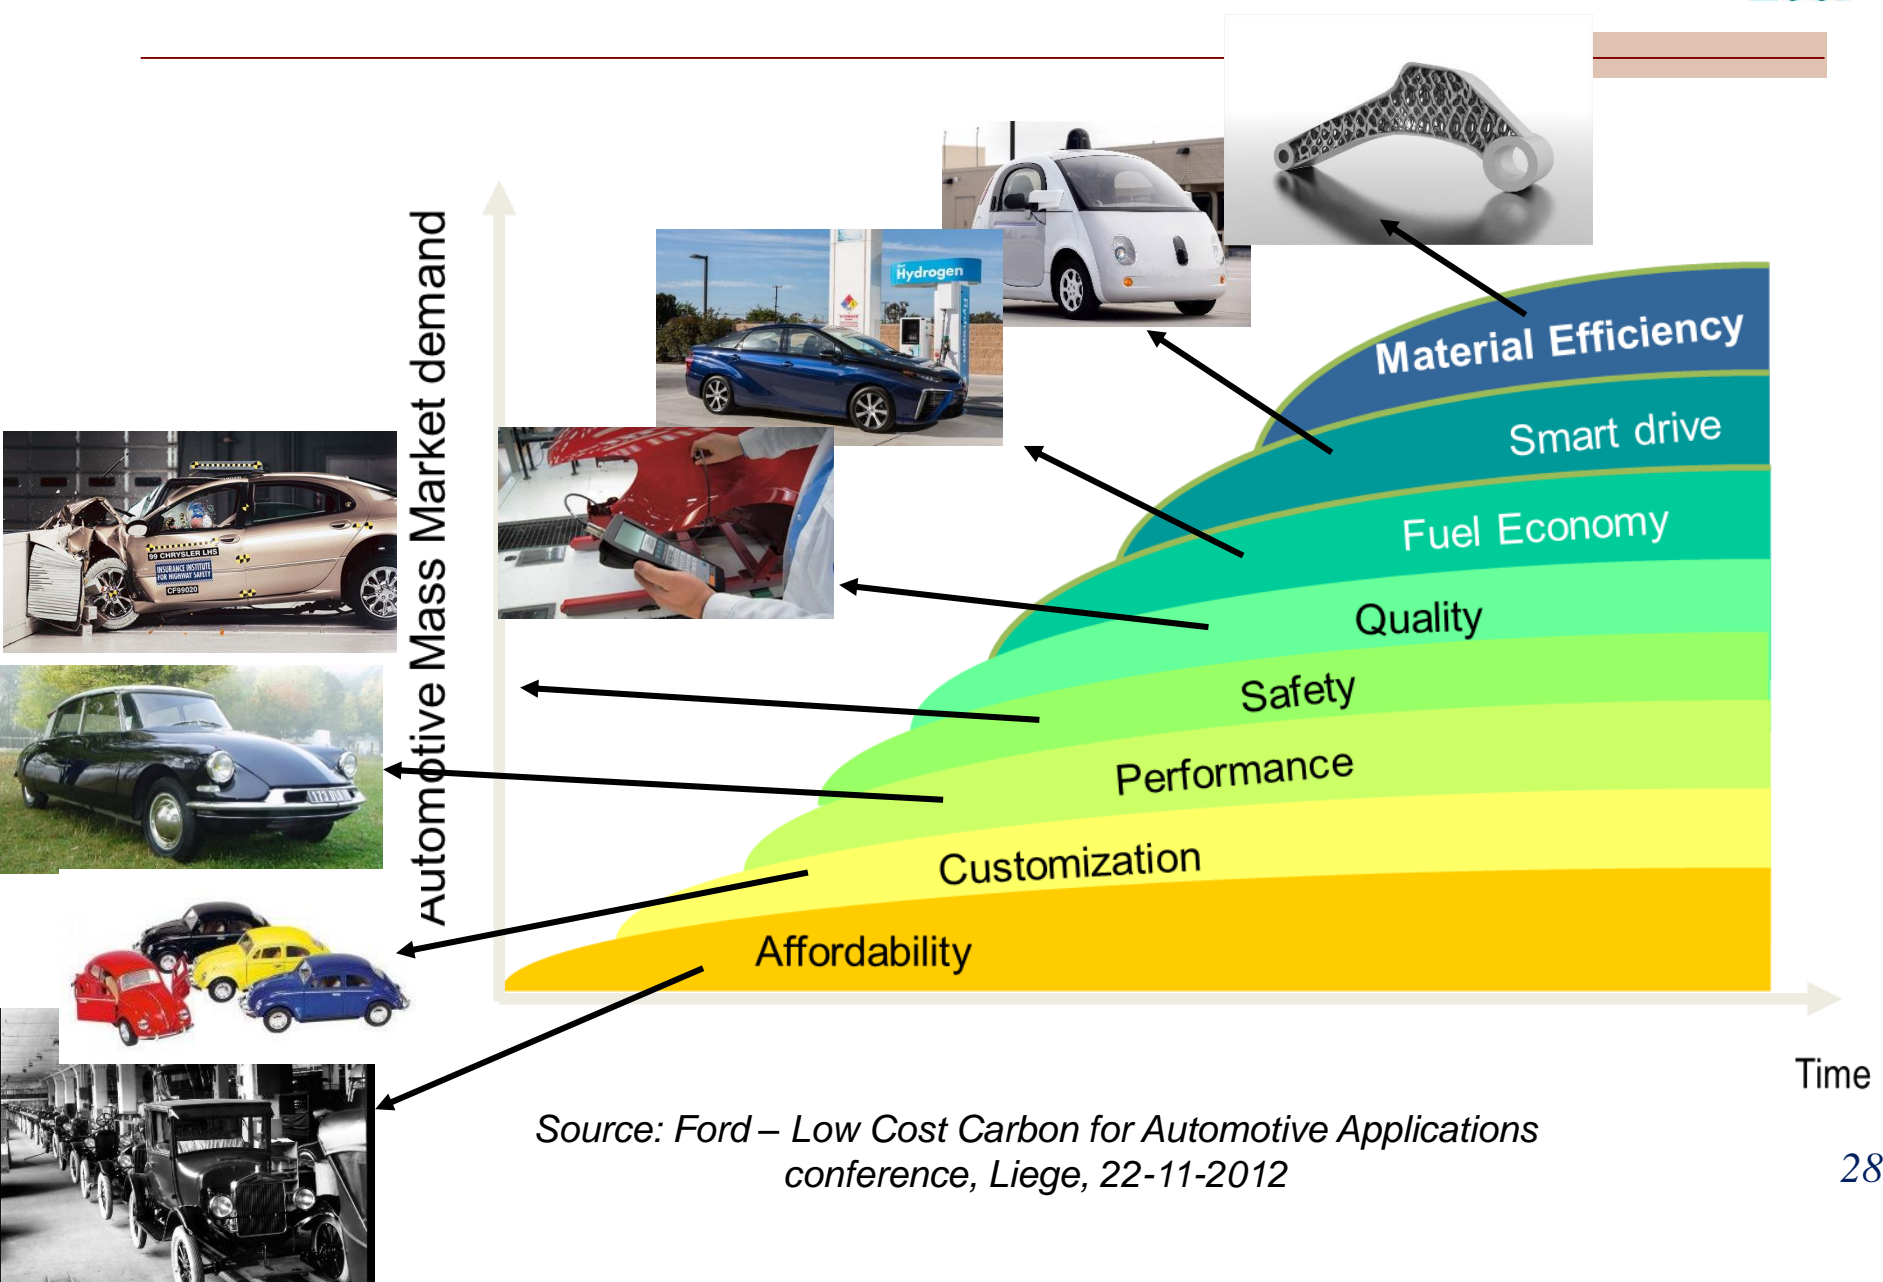 Hydrogen
Automotive Mass Market demand
Material Efficiency
Smart drive
Fuel Economy
Quality
Safety
Performance
Customization
Affordability
99 CHRYSLER LHS
INSURANCE INSTITUTE
FOR HIGHWAY SAFETY
CF99020
Time
Source: Ford – Low Cost Carbon for Automotive Applications
conference, Liege, 22-11-2012
28